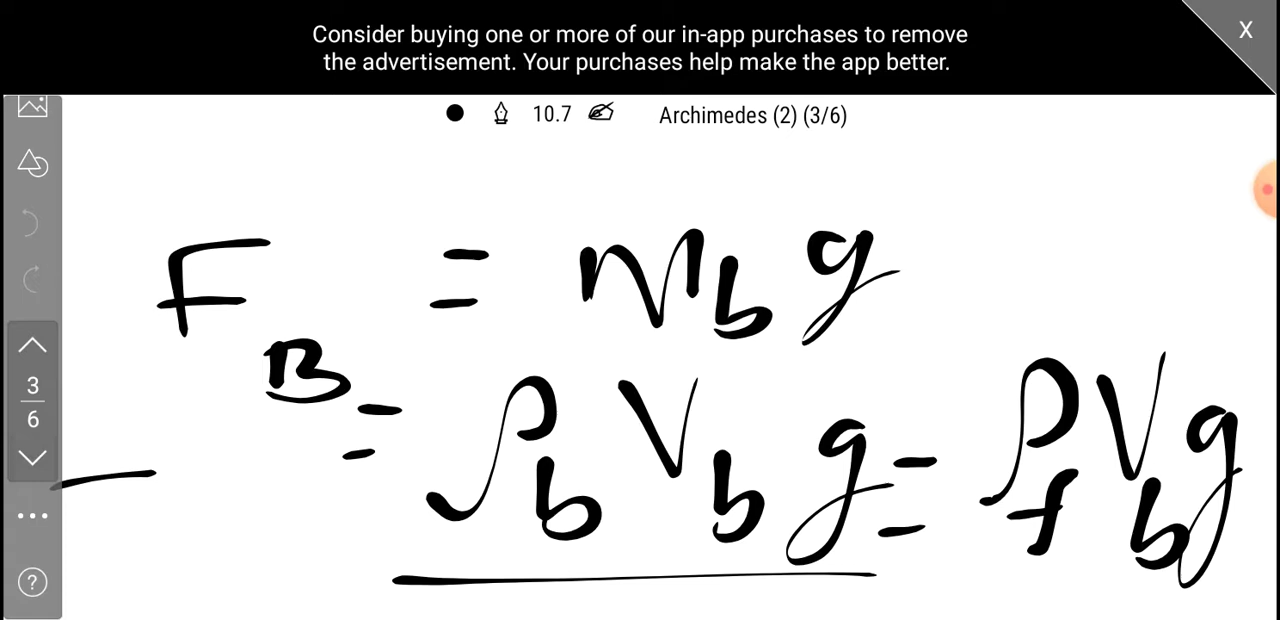 Consider buying one or more of our in-app purchases to remove
the advertisement. Your purchases help make the app better.
X
10.7
Archimedes (2) (3/6)
F_B = m_b g
= ρ_b V_b g = ρ_f V_b g
3
6
?